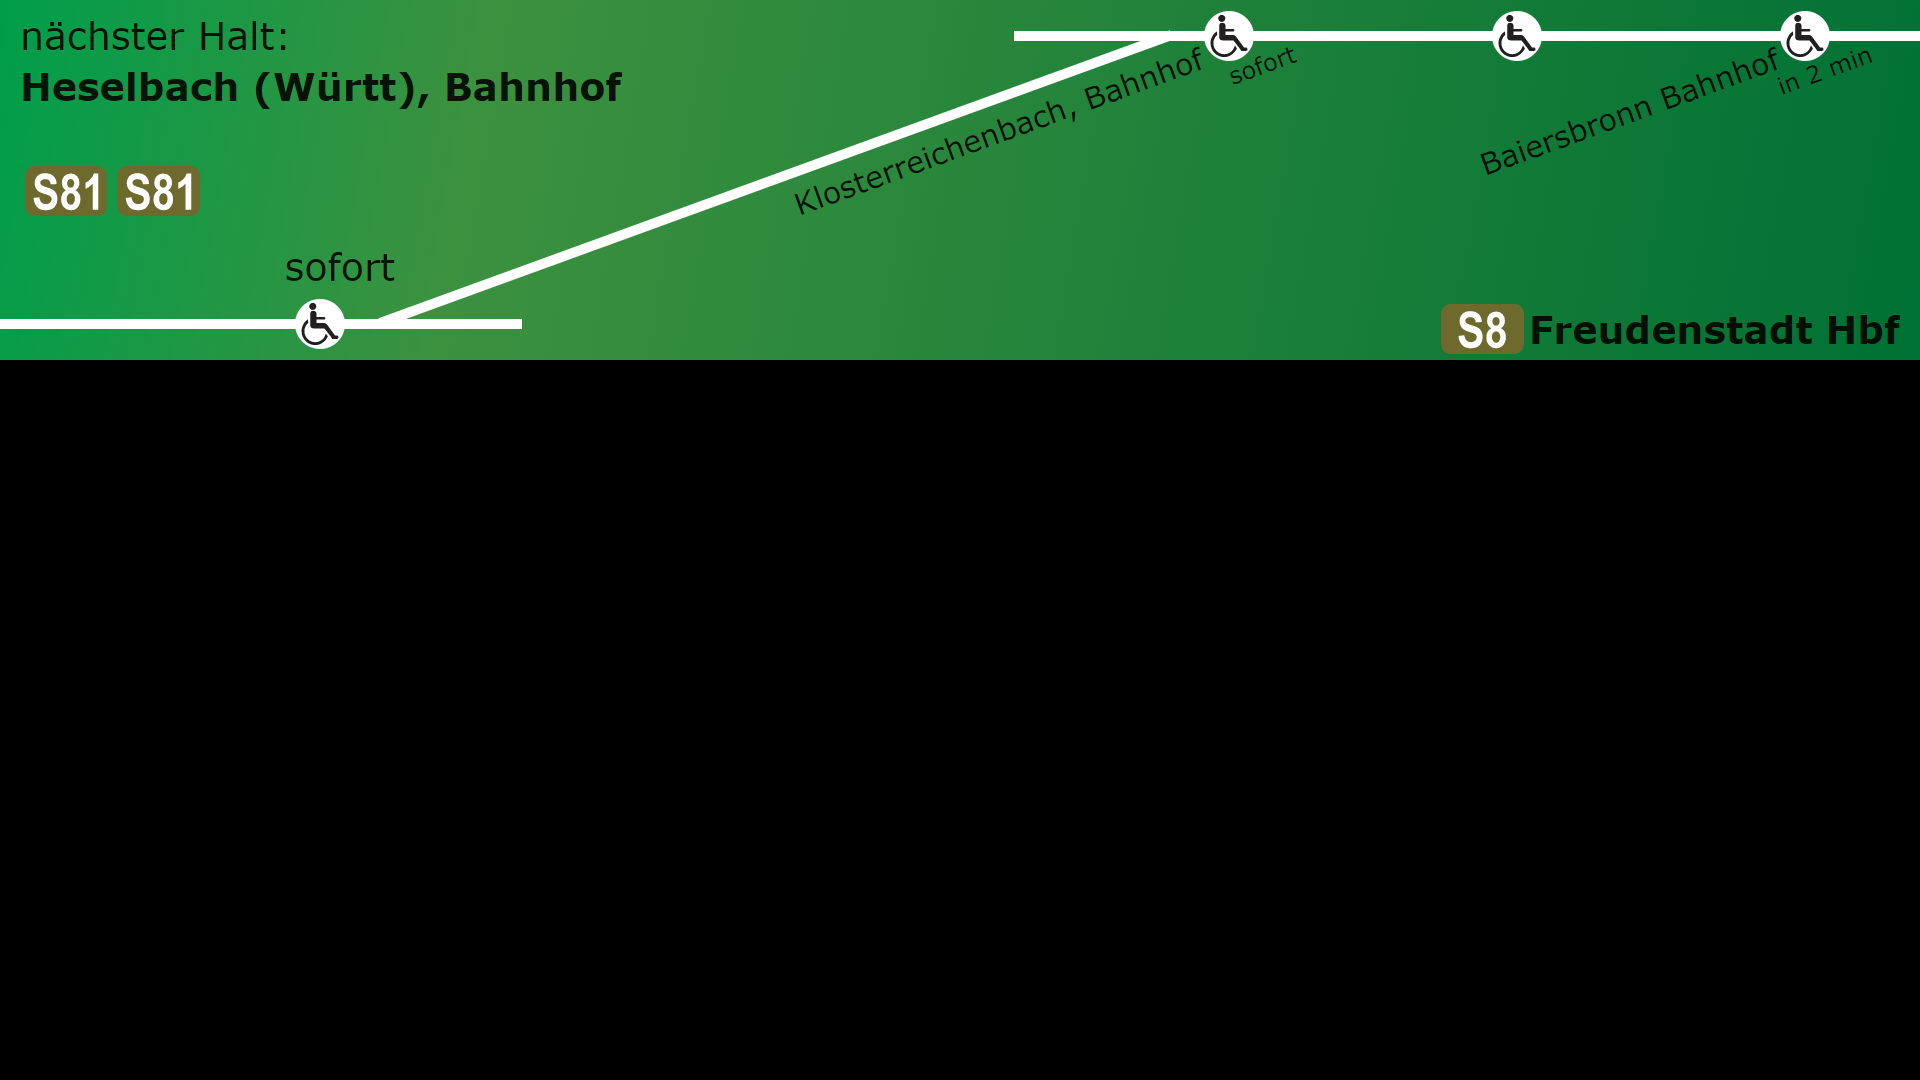 nächster Halt:
Heselbach (Württ), Bahnhof
S81 S81
sofort
Klosterreichenbach, Bahnhof
sofort
Baiersbronn Bahnhof
in 2 min
S8 Freudenstadt Hbf